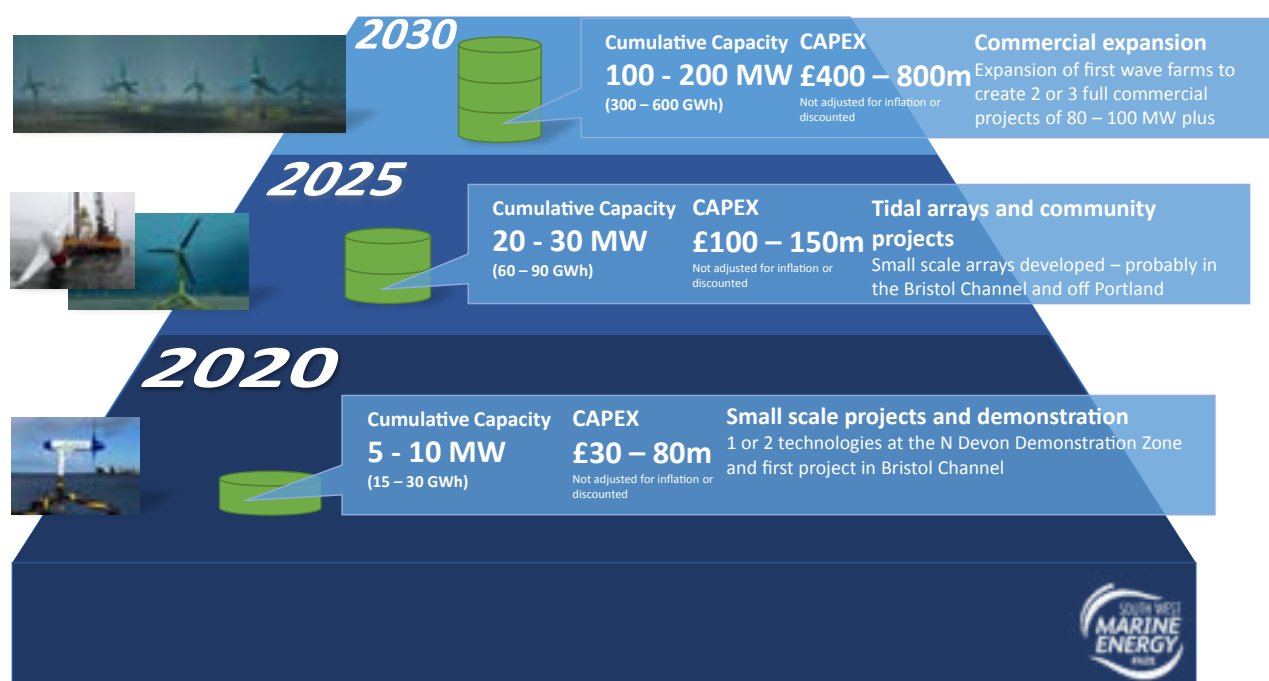 2030
Cumulative Capacity
100 - 200 MW
(300 – 600 GWh)
CAPEX
£400 – 800m
Not adjusted for inflation or
discounted
Commercial expansion
Expansion of first wave farms to
create 2 or 3 full commercial
projects of 80 – 100 MW plus
2025
Cumulative Capacity
20 - 30 MW
(60 – 90 GWh)
CAPEX
£100 – 150m
Not adjusted for inflation or
discounted
Tidal arrays and community
projects
Small scale arrays developed – probably in
the Bristol Channel and off Portland
2020
Cumulative Capacity
5 - 10 MW
(15 – 30 GWh)
CAPEX
£30 – 80m
Not adjusted for inflation or
discounted
Small scale projects and demonstration
1 or 2 technologies at the N Devon Demonstration Zone
and first project in Bristol Channel
SOUTH WEST
MARINE
ENERGY
PARK